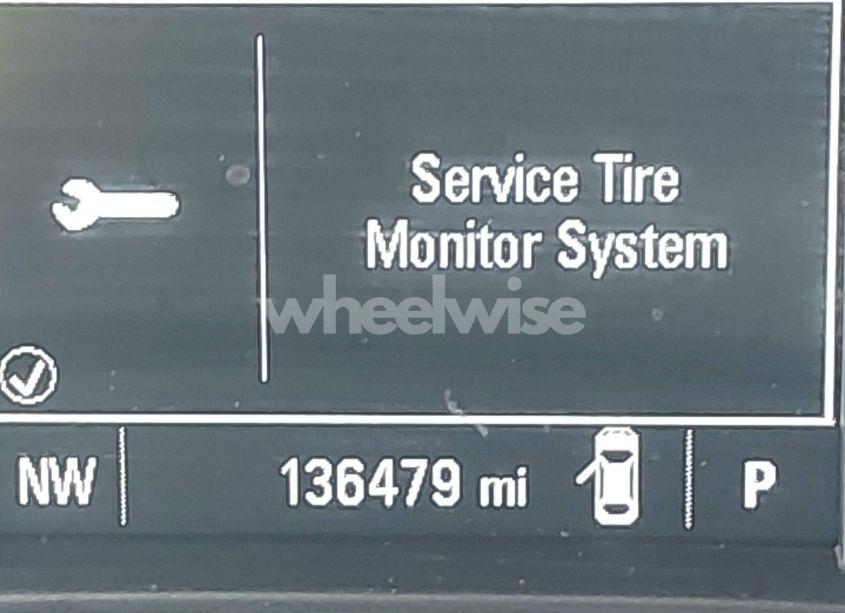 Service Tire
Monitor System
wheelwise
NW 136479 mi P